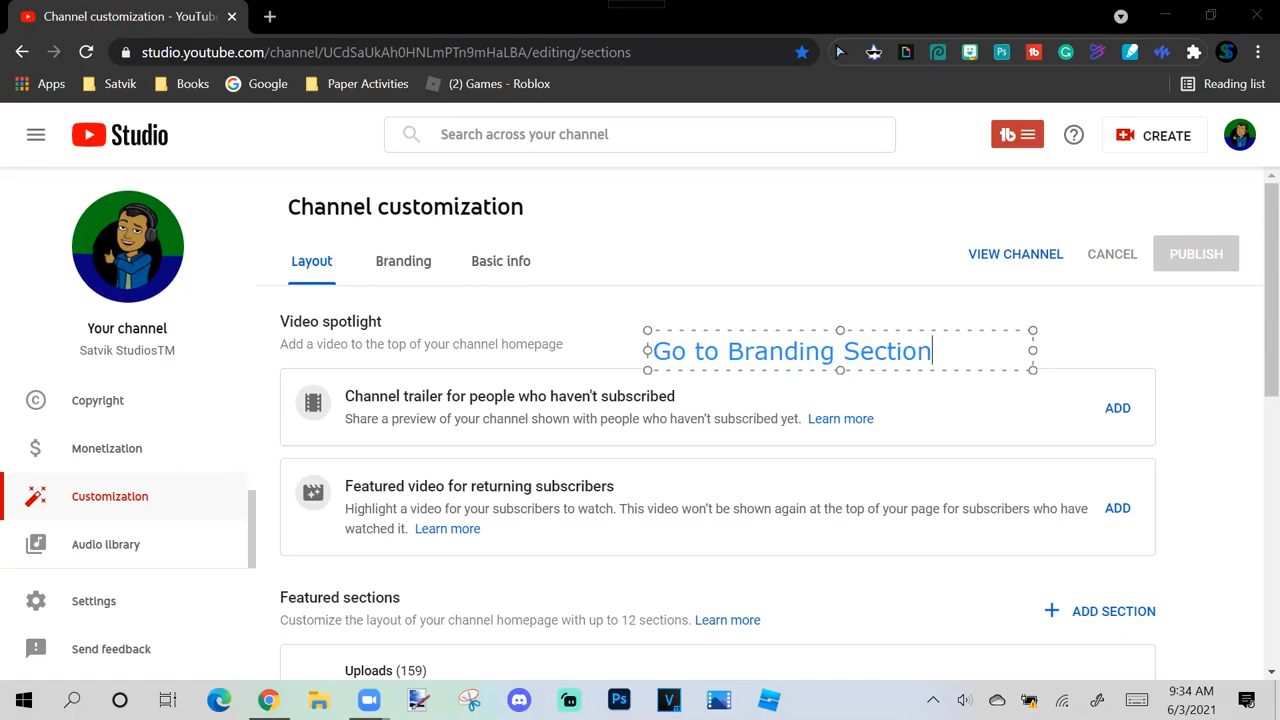 Channel customization - YouTube
studio.youtube.com/channel/UCdSaUkAh0HNLmPTn9mHaLBA/editing/sections
Apps
Satvik
Books
Google
Paper Activities
(2) Games - Roblox
Reading list
Studio
Search across your channel
CREATE
Channel customization
Layout
Branding
Basic info
VIEW CHANNEL
CANCEL
PUBLISH
Your channel
Satvik StudiosTM
Copyright
Monetization
Customization
Audio library
Settings
Send feedback
Video spotlight
Add a video to the top of your channel homepage
Go to Branding Section
Channel trailer for people who haven't subscribed
Share a preview of your channel shown with people who haven't subscribed yet. Learn more
ADD
Featured video for returning subscribers
Highlight a video for your subscribers to watch. This video won't be shown again at the top of your page for subscribers who have
watched it. Learn more
ADD
Featured sections
Customize the layout of your channel homepage with up to 12 sections. Learn more
ADD SECTION
Uploads (159)
9:34 AM
6/3/2021